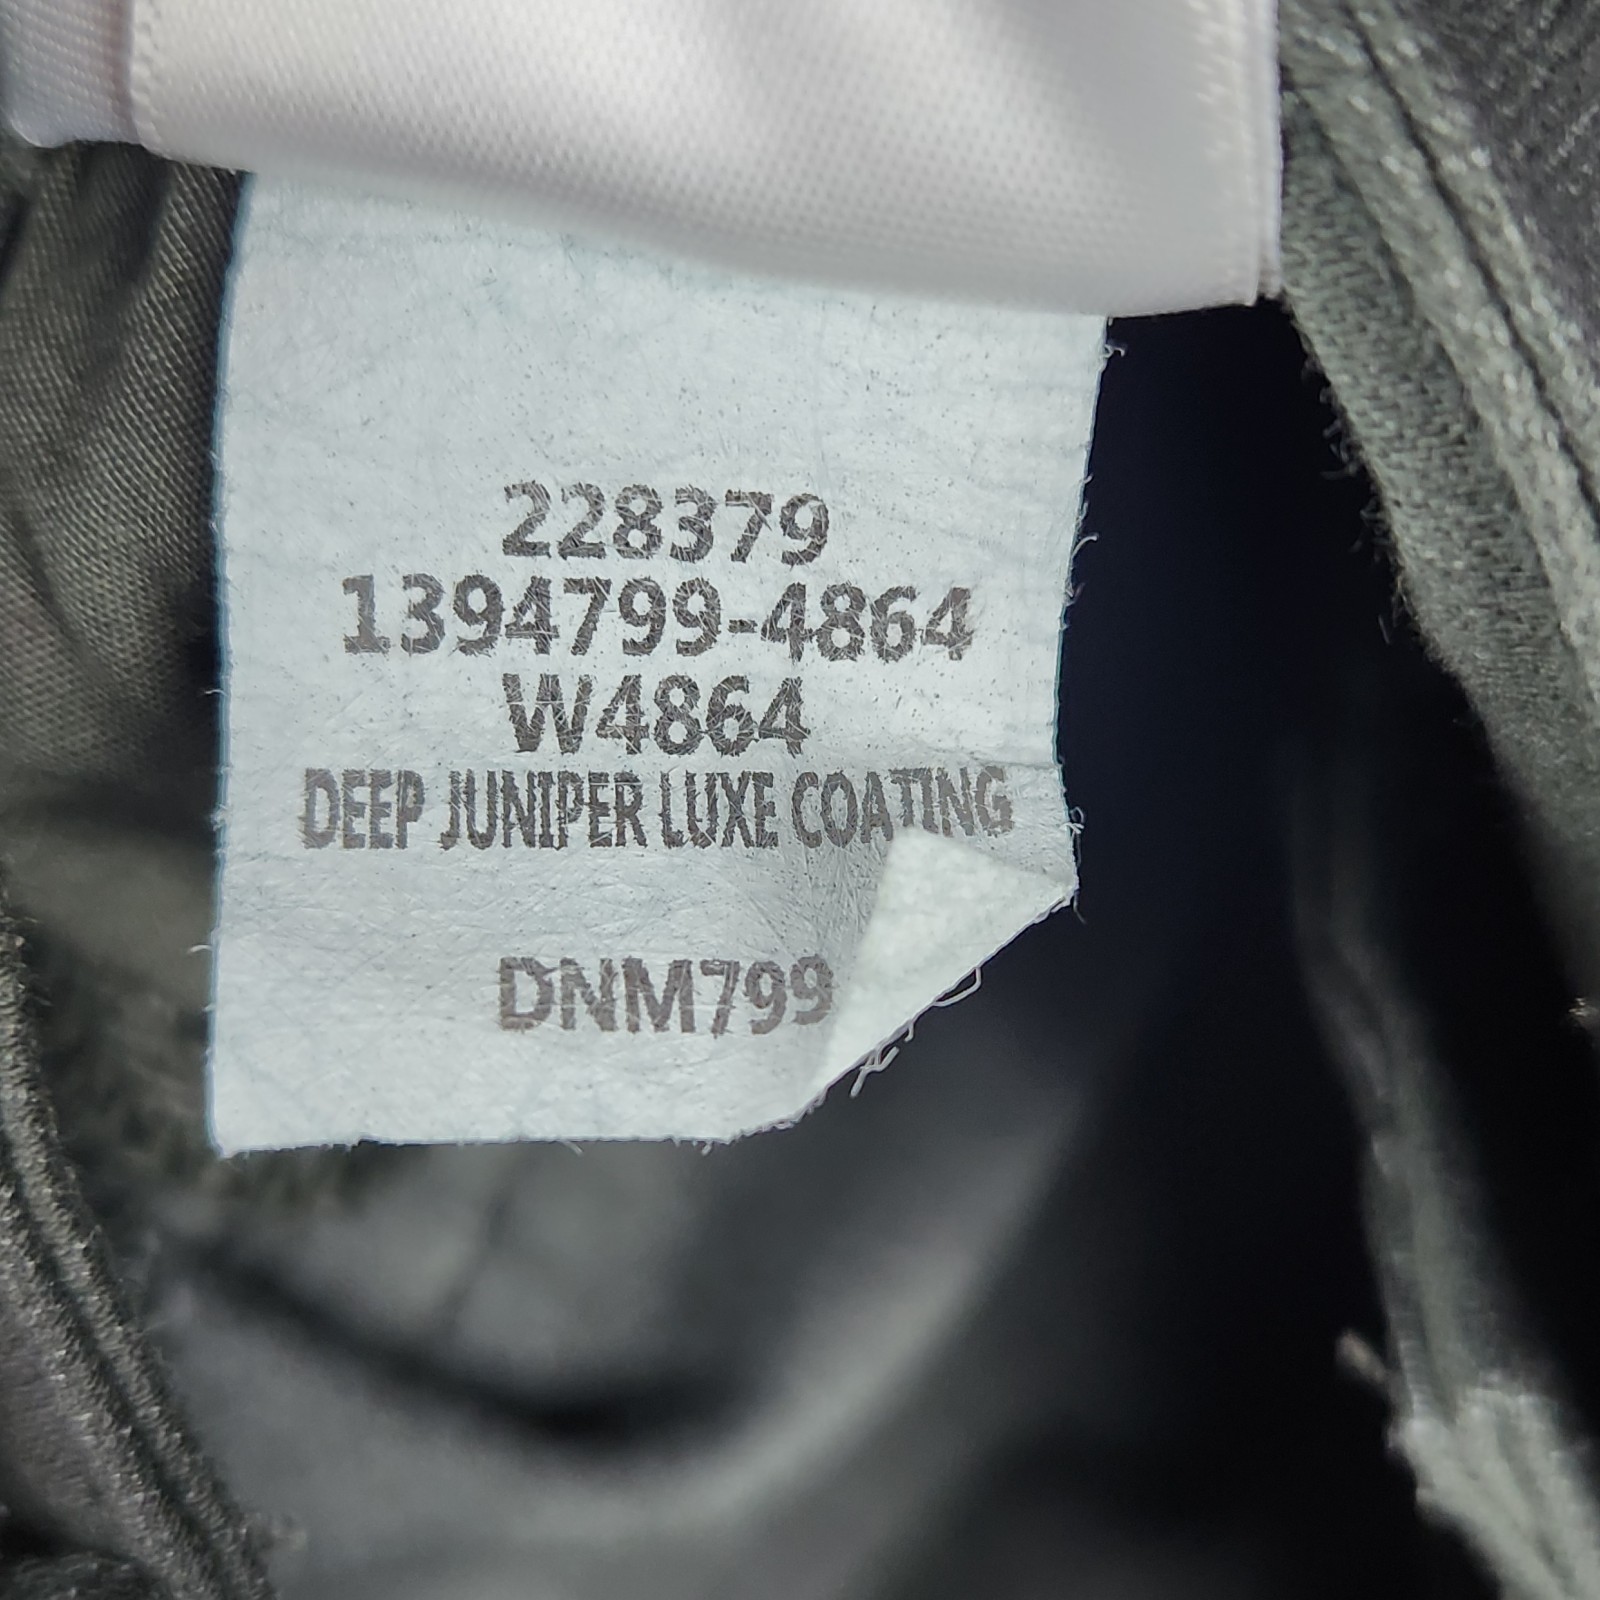 228379
1394799-4864
W4864
DEEP JUNIPER LUXE COATING
DNM799